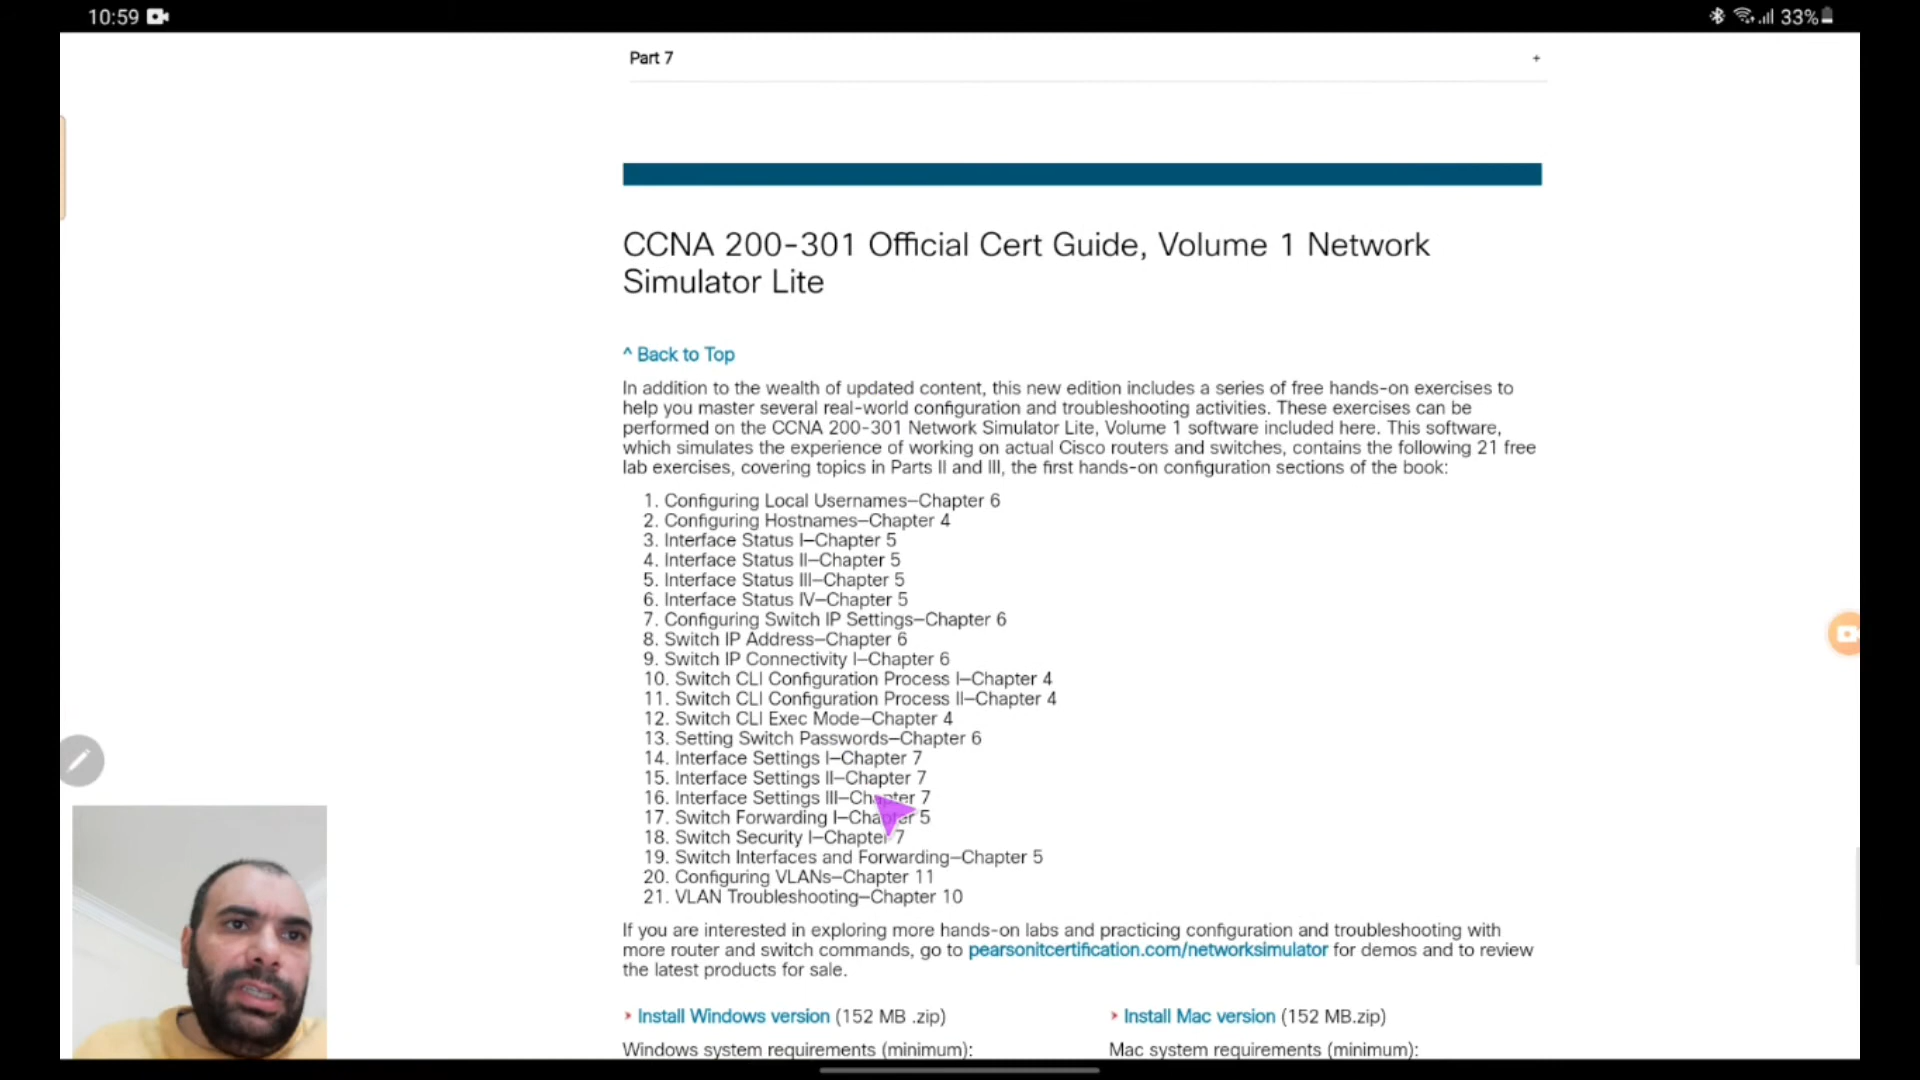 10:59
33%
Part 7
+
CCNA 200-301 Official Cert Guide, Volume 1 Network
Simulator Lite
^ Back to Top
In addition to the wealth of updated content, this new edition includes a series of free hands-on exercises to
help you master several real-world configuration and troubleshooting activities. These exercises can be
performed on the CCNA 200-301 Network Simulator Lite, Volume 1 software included here. This software,
which simulates the experience of working on actual Cisco routers and switches, contains the following 21 free
lab exercises, covering topics in Parts II and III, the first hands-on configuration sections of the book:
1. Configuring Local Usernames—Chapter 6
2. Configuring Hostnames—Chapter 4
3. Interface Status I—Chapter 5
4. Interface Status II—Chapter 5
5. Interface Status III—Chapter 5
6. Interface Status IV—Chapter 5
7. Configuring Switch IP Settings—Chapter 6
8. Switch IP Address—Chapter 6
9. Switch IP Connectivity I—Chapter 6
10. Switch CLI Configuration Process I—Chapter 4
11. Switch CLI Configuration Process II—Chapter 4
12. Switch CLI Exec Mode—Chapter 4
13. Setting Switch Passwords—Chapter 6
14. Interface Settings I—Chapter 7
15. Interface Settings II—Chapter 7
16. Interface Settings III—Chapter 7
17. Switch Forwarding I—Chapter 5
18. Switch Security I—Chapter 7
19. Switch Interfaces and Forwarding—Chapter 5
20. Configuring VLANs—Chapter 11
21. VLAN Troubleshooting—Chapter 10
If you are interested in exploring more hands-on labs and practicing configuration and troubleshooting with
more router and switch commands, go to pearsonitcertification.com/networksimulator for demos and to review
the latest products for sale.
Install Windows version (152 MB .zip)
Install Mac version (152 MB.zip)
Windows system requirements (minimum):
Mac system requirements (minimum):